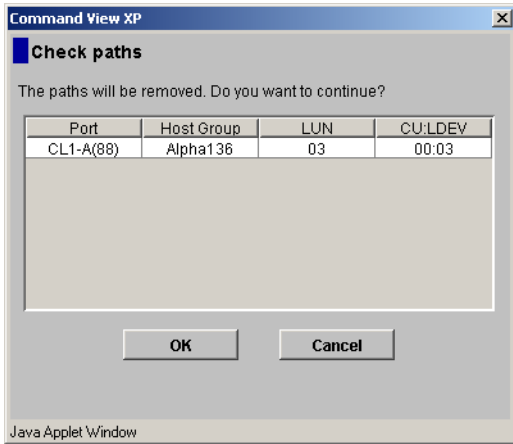 Command View XP
Check paths
The paths will be removed. Do you want to continue?
Port Host Group LUN CU:LDEV
CL1-A(88) Alpha136 03 00:03
OK Cancel
Java Applet Window